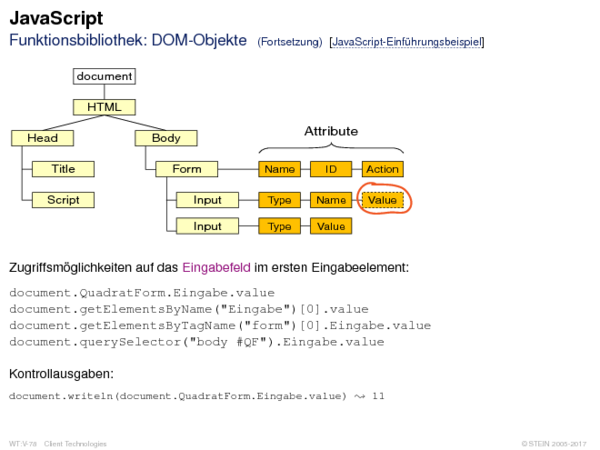 JavaScript
Funktionsbibliothek: DOM-Objekte (Fortsetzung) [JavaScript-Einführungsbeispiel]
document
HTML
Attribute
Head Body
Title Form Name ID Action
Script Input Type Name Value
Input Type Value
Zugriffsmöglichkeiten auf das Eingabefeld im ersten Eingabeelement:
document.QuadratForm.Eingabe.value
document.getElementsByName("Eingabe")[0].value
document.getElementsByTagName("form")[0].Eingabe.value
document.querySelector("body #QF").Eingabe.value
Kontrollausgaben:
document.writeln(document.QuadratForm.Eingabe.value) ⤳ 11
WT:V-78 Client Technologies © STEIN 2005-2017